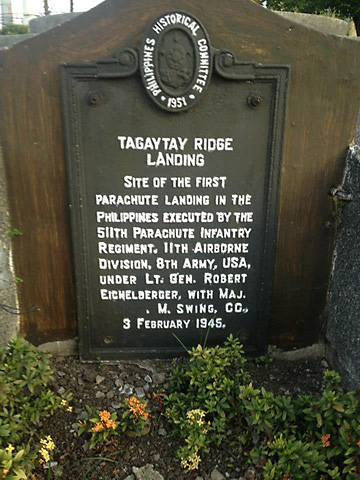 PHILIPPINES HISTORICAL COMMITTEE
1951
TAGAYTAY RIDGE
LANDING
SITE OF THE FIRST
PARACHUTE LANDING IN THE
PHILIPPINES EXECUTED BY THE
511TH PARACHUTE INFANTRY
REGIMENT, 11TH AIRBORNE
DIVISION, 8TH ARMY, USA,
UNDER LT. GEN. ROBERT
EICHELBERGER, WITH MAJ.
. M. SWING, CG.,
3 FEBRUARY 1945.